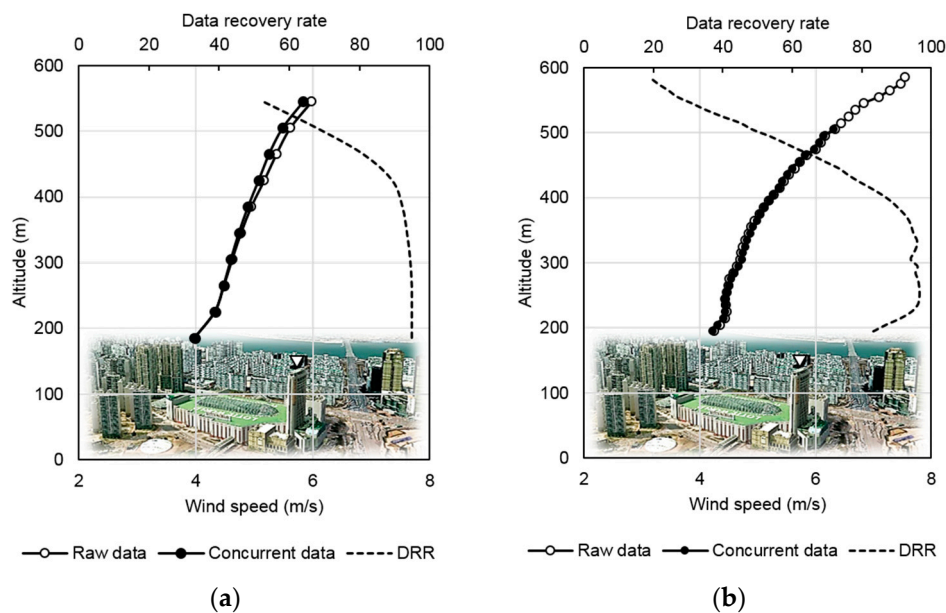 Data recovery rate
0 20 40 60 80 100
600
500
400
300
200
100
0
Altitude (m)
2 4 6 8
Wind speed (m/s)
Raw data Concurrent data DRR
(a)
Data recovery rate
0 20 40 60 80 100
600
500
400
300
200
100
0
Altitude (m)
2 4 6 8
Wind speed (m/s)
Raw data Concurrent data DRR
(b)